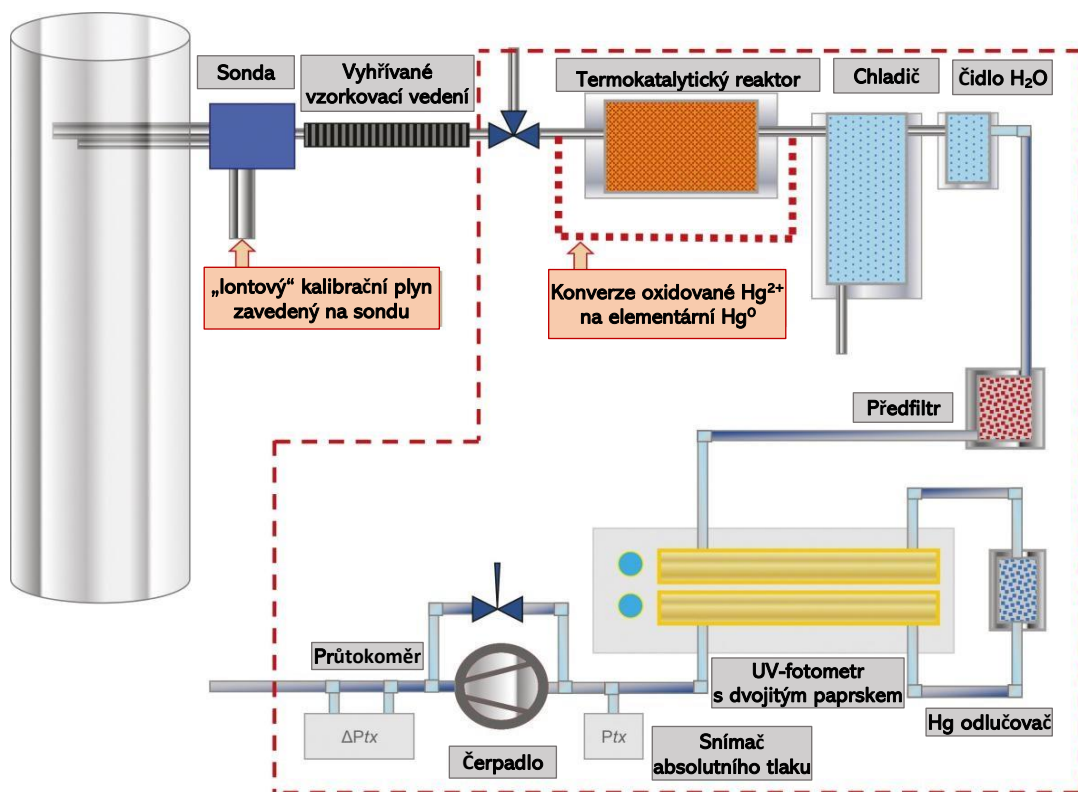 Sonda
Vyhřívané
vzorkovací vedení
Termokatalytický reaktor
Chladič
Čidlo H₂O
„Iontový“ kalibrační plyn
zavedený na sondu
Konverze oxidované Hg²⁺
na elementární Hg⁰
Předfiltr
Průtokoměr
UV-fotometr
s dvojitým paprskem
Hg odlučovač
ΔPtx
Čerpadlo
Ptx
Snímač
absolutního tlaku